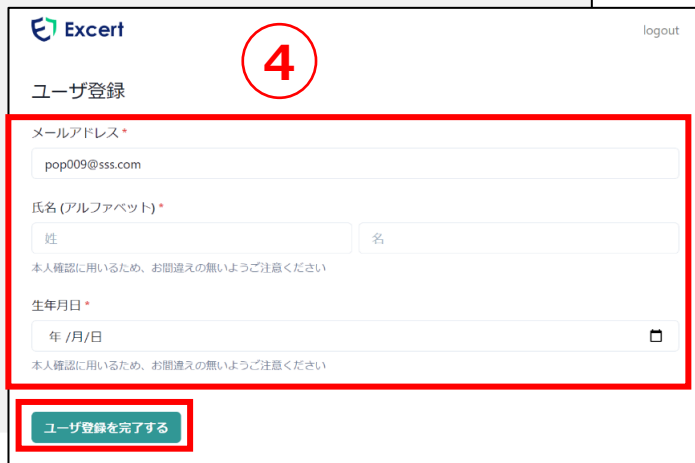 Excert
logout
④
ユーザ登録
メールアドレス *
pop009@sss.com
氏名 (アルファベット) *
姓
名
本人確認に用いるため、お間違えの無いようご注意ください
生年月日 *
年 /月/日
本人確認に用いるため、お間違えの無いようご注意ください
ユーザ登録を完了する